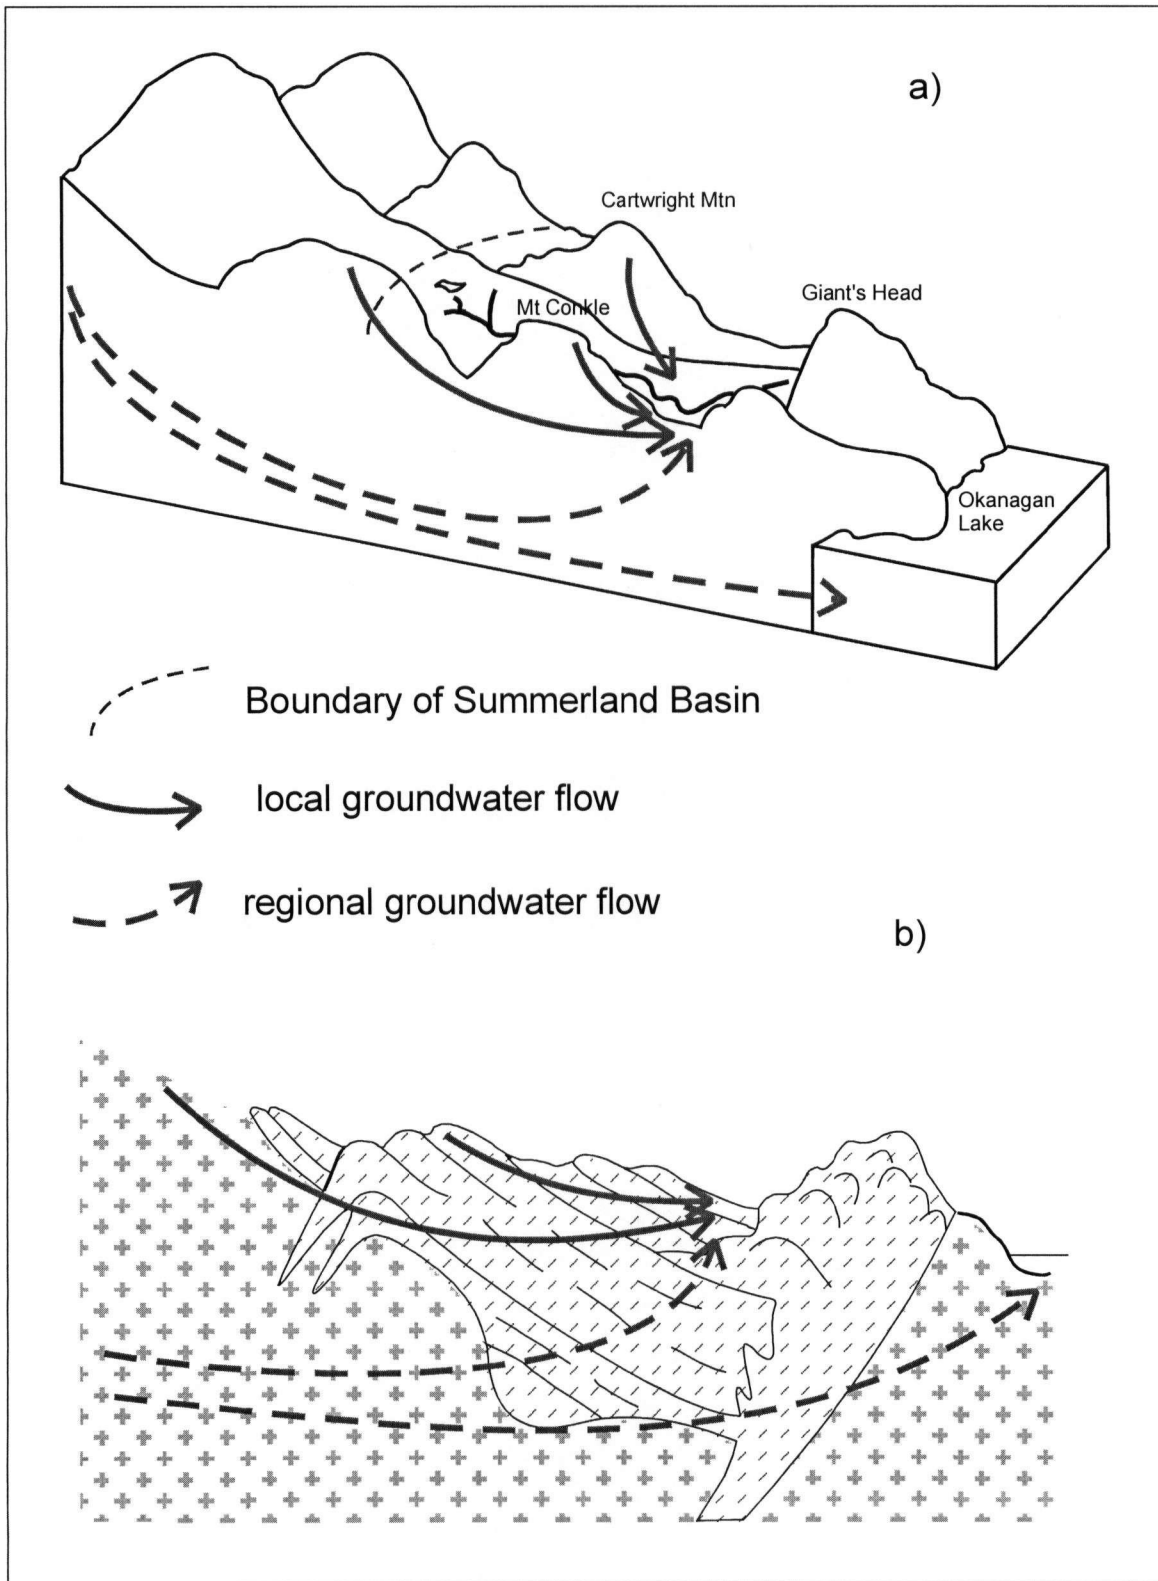 a)
Cartwright Mtn
Giant's Head
Mt Conkle
Okanagan
Lake
Boundary of Summerland Basin
local groundwater flow
regional groundwater flow
b)